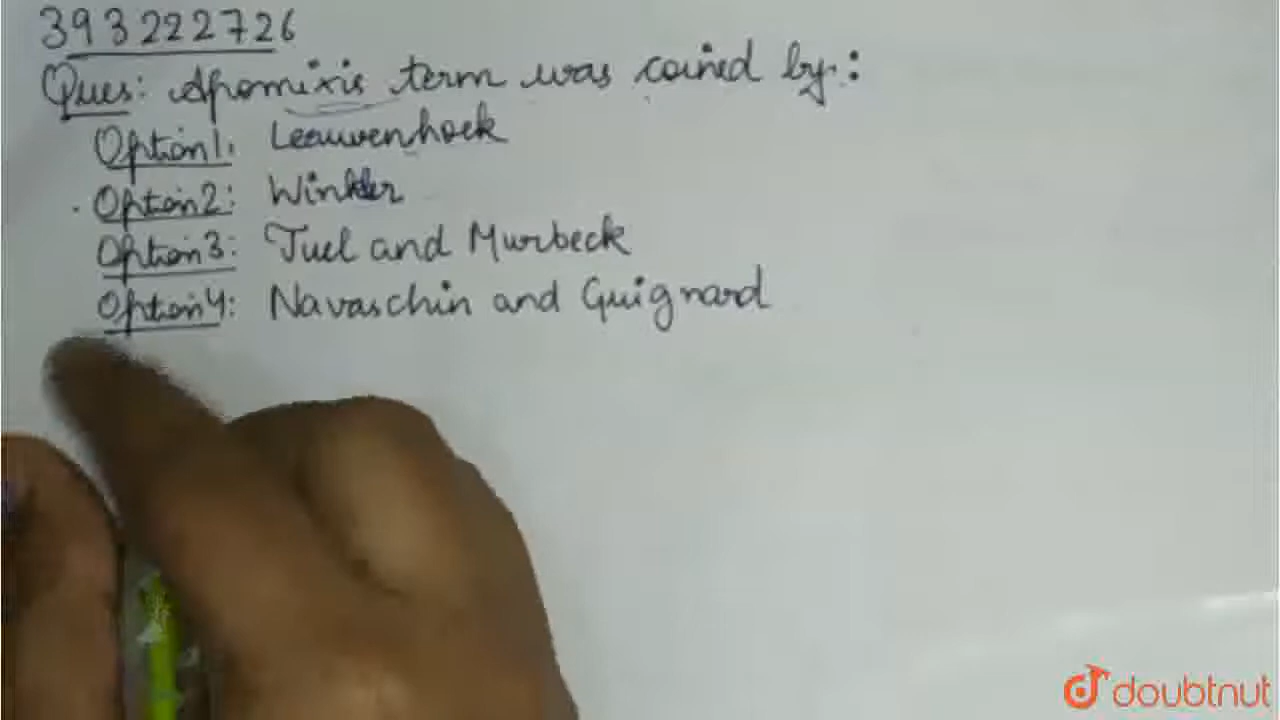 393222726
Ques: Apomixis term was coined by:
Option1: Leeuwenhoek
Option2: Winkler
Option3: Juel and Murbeck
Option4: Navaschin and Guignard
doubtnut